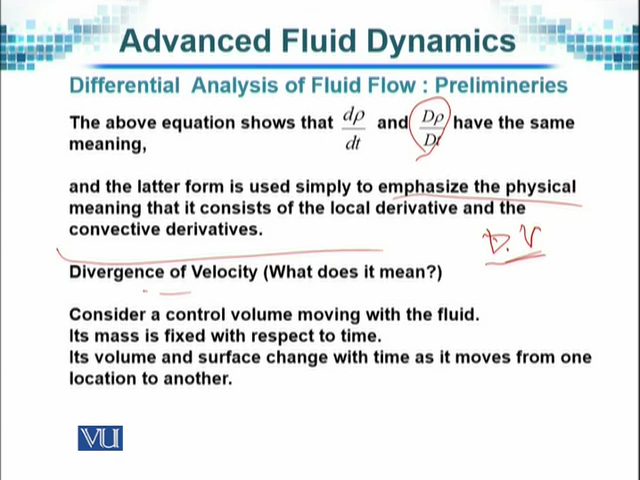 Advanced Fluid Dynamics
Differential Analysis of Fluid Flow : Prelimineries
The above equation shows that dρ/dt and Dρ/Dt have the same
meaning,
and the latter form is used simply to emphasize the physical
meaning that it consists of the local derivative and the
convective derivatives.
D.V
Divergence of Velocity (What does it mean?)
Consider a control volume moving with the fluid.
Its mass is fixed with respect to time.
Its volume and surface change with time as it moves from one
location to another.
VU